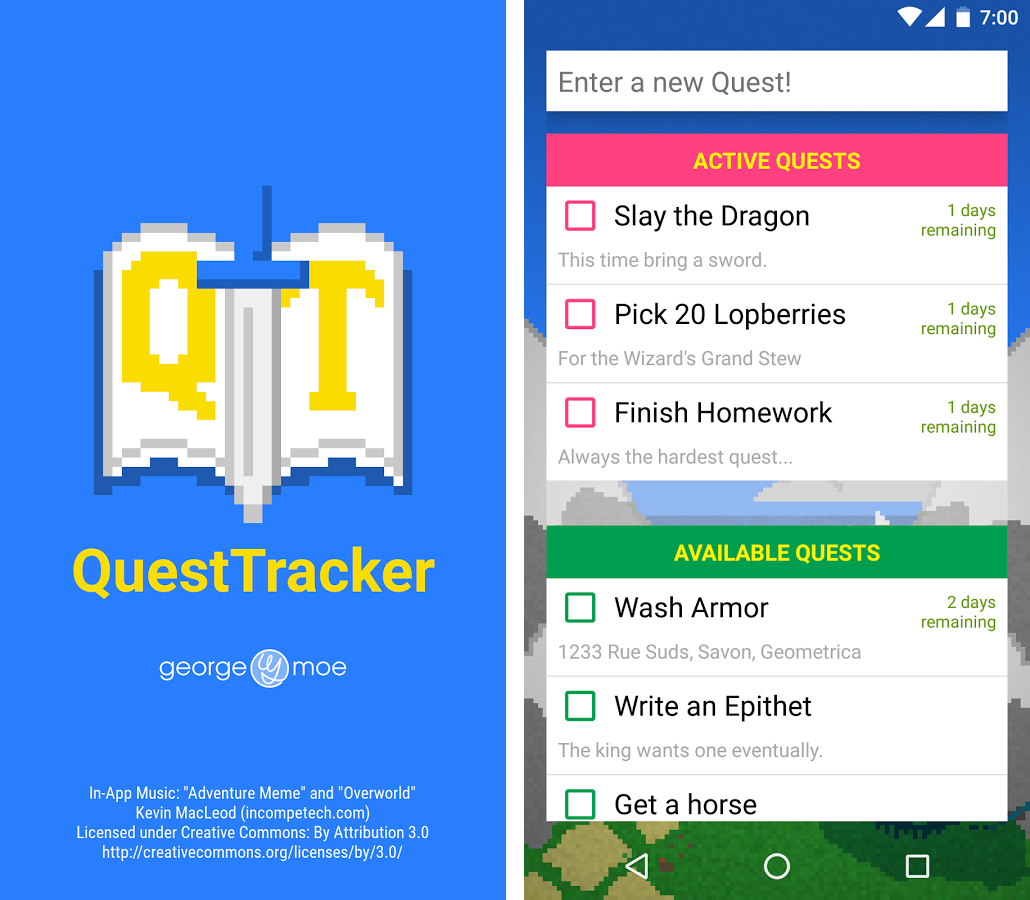 QT
QuestTracker
george moe
In-App Music: "Adventure Meme" and "Overworld"
Kevin MacLeod (incompetech.com)
Licensed under Creative Commons: By Attribution 3.0
http://creativecommons.org/licenses/by/3.0/
7:00
Enter a new Quest!
ACTIVE QUESTS
Slay the Dragon
1 days
remaining
This time bring a sword.
Pick 20 Lopberries
1 days
remaining
For the Wizard's Grand Stew
Finish Homework
1 days
remaining
Always the hardest quest...
AVAILABLE QUESTS
Wash Armor
2 days
remaining
1233 Rue Suds, Savon, Geometrica
Write an Epithet
The king wants one eventually.
Get a horse